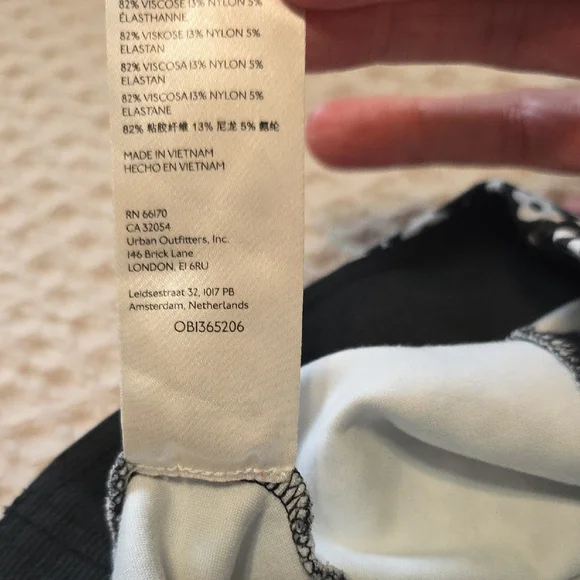 82% VISCOSE 13% NYLON 5%
ÉLASTHANNE
82% VISKOSE 13% NYLON 5%
ELASTAN
82% VISCOSA 13% NYLON 5%
ELASTAN
82% VISCOSA 13% NYLON 5%
ELASTANE
82% 粘胶纤维 13% 尼龙 5% 氨纶
MADE IN VIETNAM
HECHO EN VIETNAM
RN 66170
CA 32054
Urban Outfitters, Inc.
146 Brick Lane
LONDON, E1 6RU
Leidsestraat 32, 1017 PB
Amsterdam, Netherlands
OB1365206